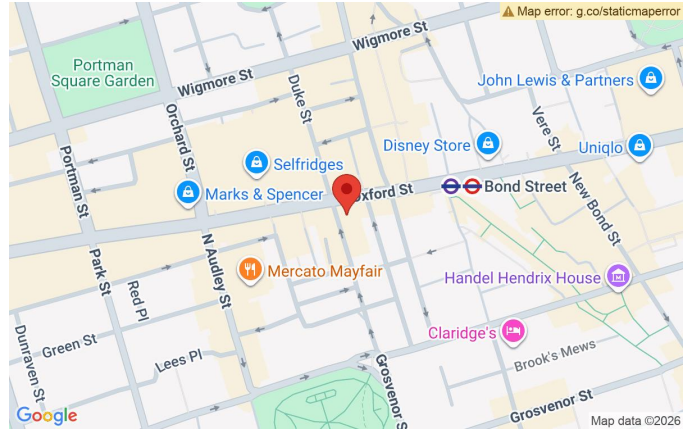 Map error: g.co/staticmaperror
Wigmore St
Portman
Square Garden
Wigmore St
Duke St
John Lewis & Partners
Orchard St
Vere St
Disney Store
Uniqlo
Selfridges
Portman St
Marks & Spencer
Oxford St
Bond Street
New Bond St
N Audley St
Mercato Mayfair
Handel Hendrix House
Park St
Red Pl
Claridge's
Green St
Lees Pl
Brook's Mews
Dunraven St
Grosvenor S
Grosvenor St
Google
Map data ©2026